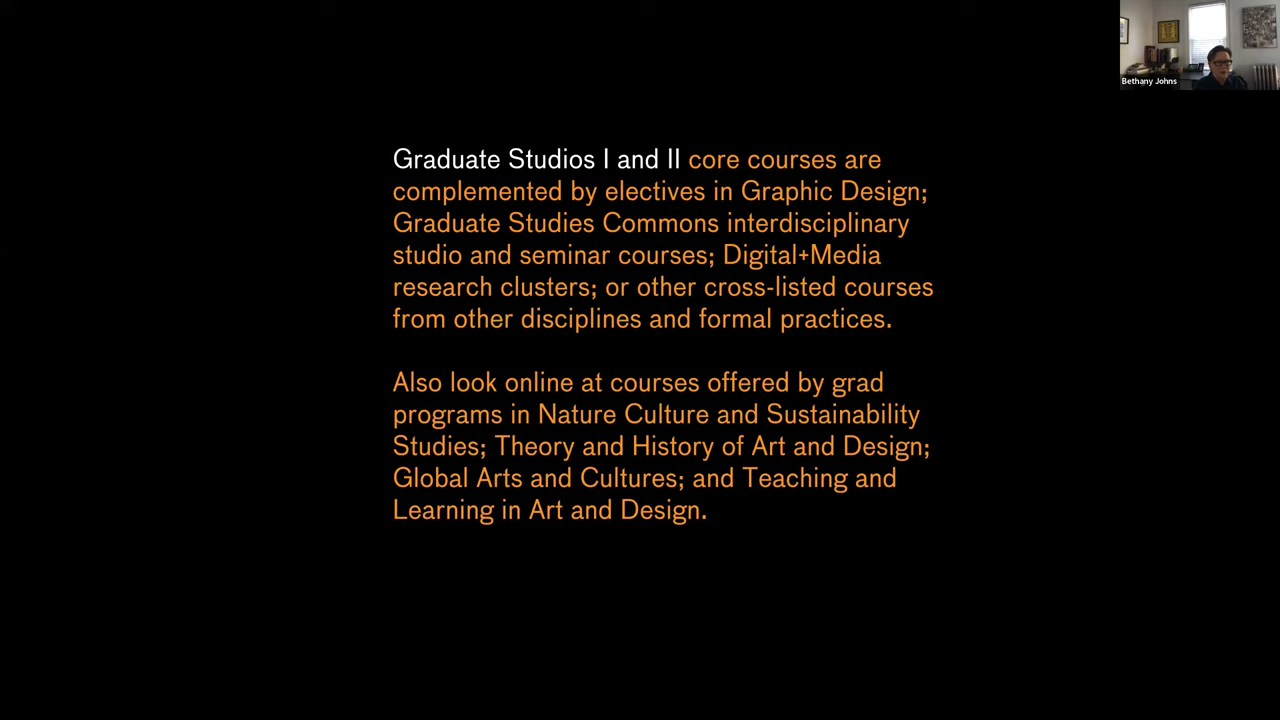 Bethany Johns
Graduate Studios I and II core courses are
complemented by electives in Graphic Design;
Graduate Studies Commons interdisciplinary
studio and seminar courses; Digital+Media
research clusters; or other cross-listed courses
from other disciplines and formal practices.
Also look online at courses offered by grad
programs in Nature Culture and Sustainability
Studies; Theory and History of Art and Design;
Global Arts and Cultures; and Teaching and
Learning in Art and Design.